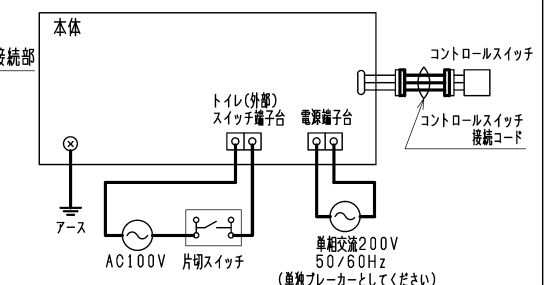 本体
接続部
コントロールスイッチ
トイレ(外部)
スイッチ端子台
電源端子台
コントロールスイッチ
接続コード
アース
AC100V
片切スイッチ
単相交流200V
50/60Hz
(単独ブレーカーとしてください)